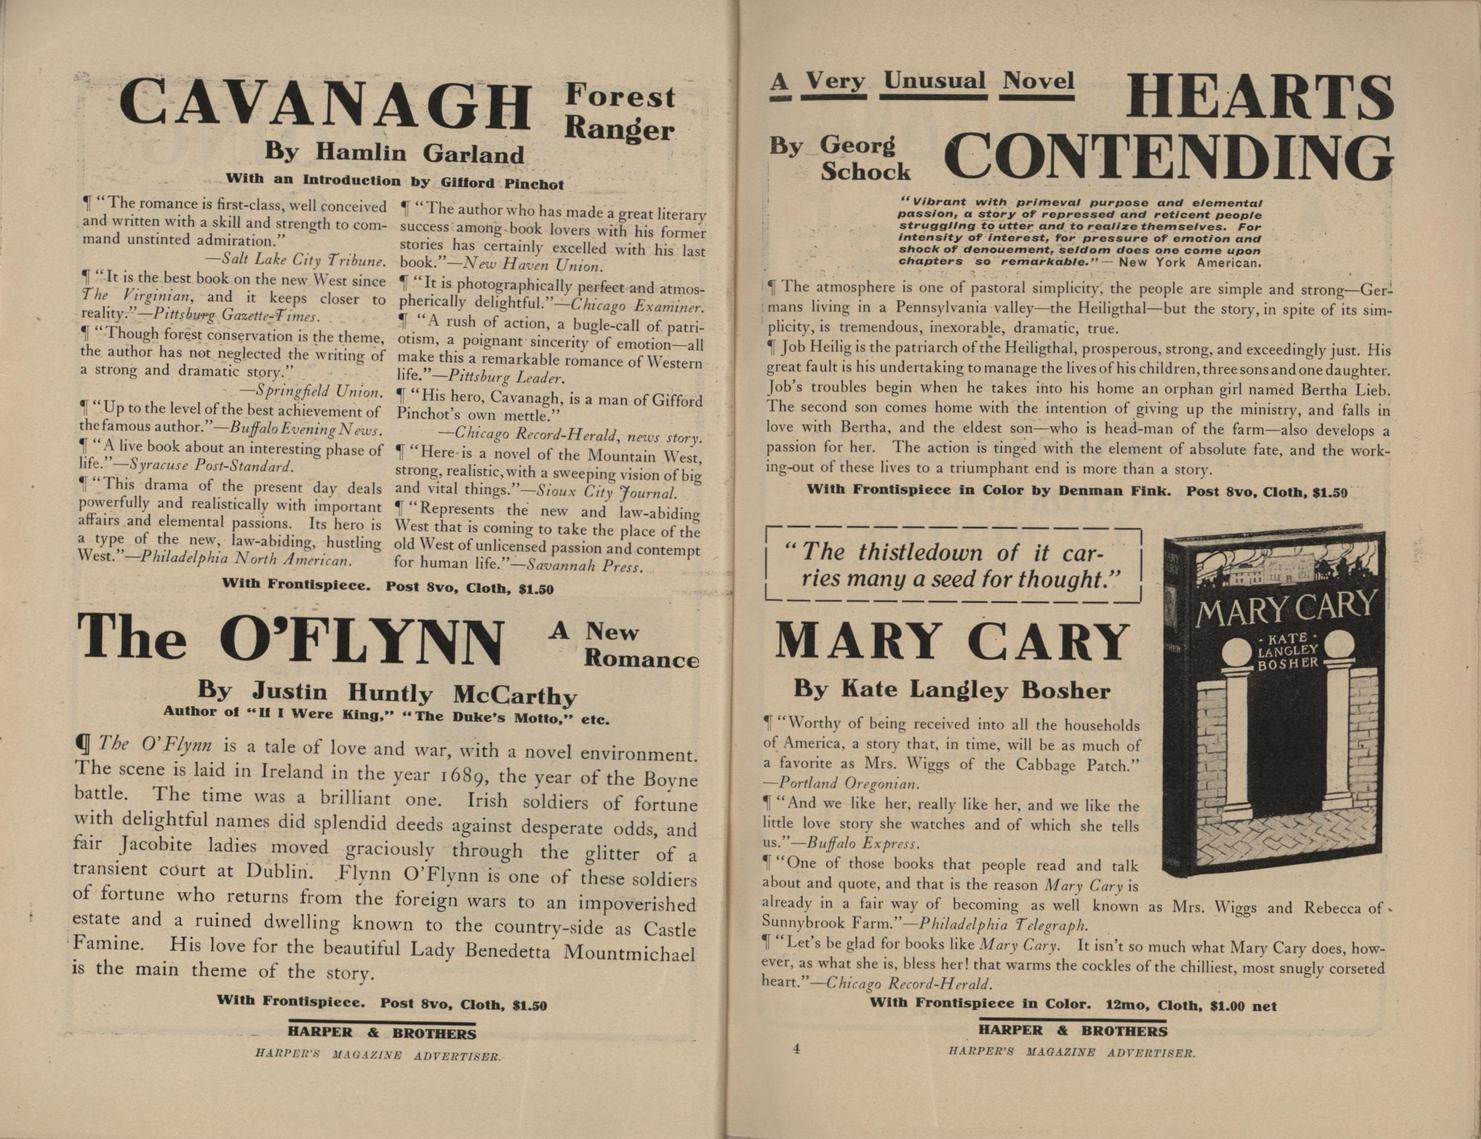 CAVANAGH Forest
Ranger
By Hamlin Garland
With an Introduction by Gifford Pinchot
¶ “The romance is first-class, well conceived
and written with a skill and strength to com-
mand unstinted admiration.”
—Salt Lake City Tribune.
¶ “It is the best book on the new West since
The Virginian, and it keeps closer to
reality.”—Pittsburg Gazette-Times.
¶ “Though forest conservation is the theme,
the author has not neglected the writing of
a strong and dramatic story.”
—Springfield Union.
¶ “Up to the level of the best achievement of
the famous author.”—Buffalo Evening News.
¶ “A live book about an interesting phase of
life.”—Syracuse Post-Standard.
¶ “This drama of the present day deals
powerfully and realistically with important
affairs and elemental passions. Its hero is
a type of the new, law-abiding, hustling
West.”—Philadelphia North American.
¶ “The author who has made a great literary
success among book lovers with his former
stories has certainly excelled with his last
book.”—New Haven Union.
¶ “It is photographically perfect and atmos-
pherically delightful.”—Chicago Examiner.
¶ “A rush of action, a bugle-call of patri-
otism, a poignant sincerity of emotion—all
make this a remarkable romance of Western
life.”—Pittsburg Leader.
¶ “His hero, Cavanagh, is a man of Gifford
Pinchot's own mettle.”
—Chicago Record-Herald, news story.
¶ “Here is a novel of the Mountain West,
strong, realistic, with a sweeping vision of big
and vital things.”—Sioux City Journal.
¶ “Represents the new and law-abiding
West that is coming to take the place of the
old West of unlicensed passion and contempt
for human life.”—Savannah Press.
With Frontispiece. Post 8vo, Cloth, $1.50
The O'FLYNN A New
Romance
By Justin Huntly McCarthy
Author of “If I Were King,” “The Duke's Motto,” etc.
¶ The O'Flynn is a tale of love and war, with a novel environment.
The scene is laid in Ireland in the year 1689, the year of the Boyne
battle. The time was a brilliant one. Irish soldiers of fortune
with delightful names did splendid deeds against desperate odds, and
fair Jacobite ladies moved graciously through the glitter of a
transient court at Dublin. Flynn O'Flynn is one of these soldiers
of fortune who returns from the foreign wars to an impoverished
estate and a ruined dwelling known to the country-side as Castle
Famine. His love for the beautiful Lady Benedetta Mountmichael
is the main theme of the story.
With Frontispiece. Post 8vo, Cloth, $1.50
HARPER & BROTHERS
HARPER'S MAGAZINE ADVERTISER.
A Very Unusual Novel HEARTS
By Georg
Schock CONTENDING
“Vibrant with primeval purpose and elemental
passion, a story of repressed and reticent people
struggling to utter and to realize themselves. For
intensity of interest, for pressure of emotion and
shock of denouement, seldom does one come upon
chapters so remarkable.”— New York American.
¶ The atmosphere is one of pastoral simplicity, the people are simple and strong—Ger-
mans living in a Pennsylvania valley—the Heiligthal—but the story, in spite of its sim-
plicity, is tremendous, inexorable, dramatic, true.
¶ Job Heilig is the patriarch of the Heiligthal, prosperous, strong, and exceedingly just. His
great fault is his undertaking to manage the lives of his children, three sons and one daughter.
Job's troubles begin when he takes into his home an orphan girl named Bertha Lieb.
The second son comes home with the intention of giving up the ministry, and falls in
love with Bertha, and the eldest son—who is head-man of the farm—also develops a
passion for her. The action is tinged with the element of absolute fate, and the work-
ing-out of these lives to a triumphant end is more than a story.
With Frontispiece in Color by Denman Fink. Post 8vo, Cloth, $1.50
“The thistledown of it car-
ries many a seed for thought.”
MARY CARY
By Kate Langley Bosher
¶ “Worthy of being received into all the households
of America, a story that, in time, will be as much of
a favorite as Mrs. Wiggs of the Cabbage Patch.”
—Portland Oregonian.
¶ “And we like her, really like her, and we like the
little love story she watches and of which she tells
us.”—Buffalo Express.
¶ “One of those books that people read and talk
about and quote, and that is the reason Mary Cary is
already in a fair way of becoming as well known as Mrs. Wiggs and Rebecca of
Sunnybrook Farm.”—Philadelphia Telegraph.
¶ “Let's be glad for books like Mary Cary. It isn't so much what Mary Cary does, how-
ever, as what she is, bless her! that warms the cockles of the chilliest, most snugly corseted
heart.”—Chicago Record-Herald.
MARY CARY
· KATE ·
LANGLEY
BOSHER
With Frontispiece in Color. 12mo, Cloth, $1.00 net
HARPER & BROTHERS
4 HARPER'S MAGAZINE ADVERTISER.